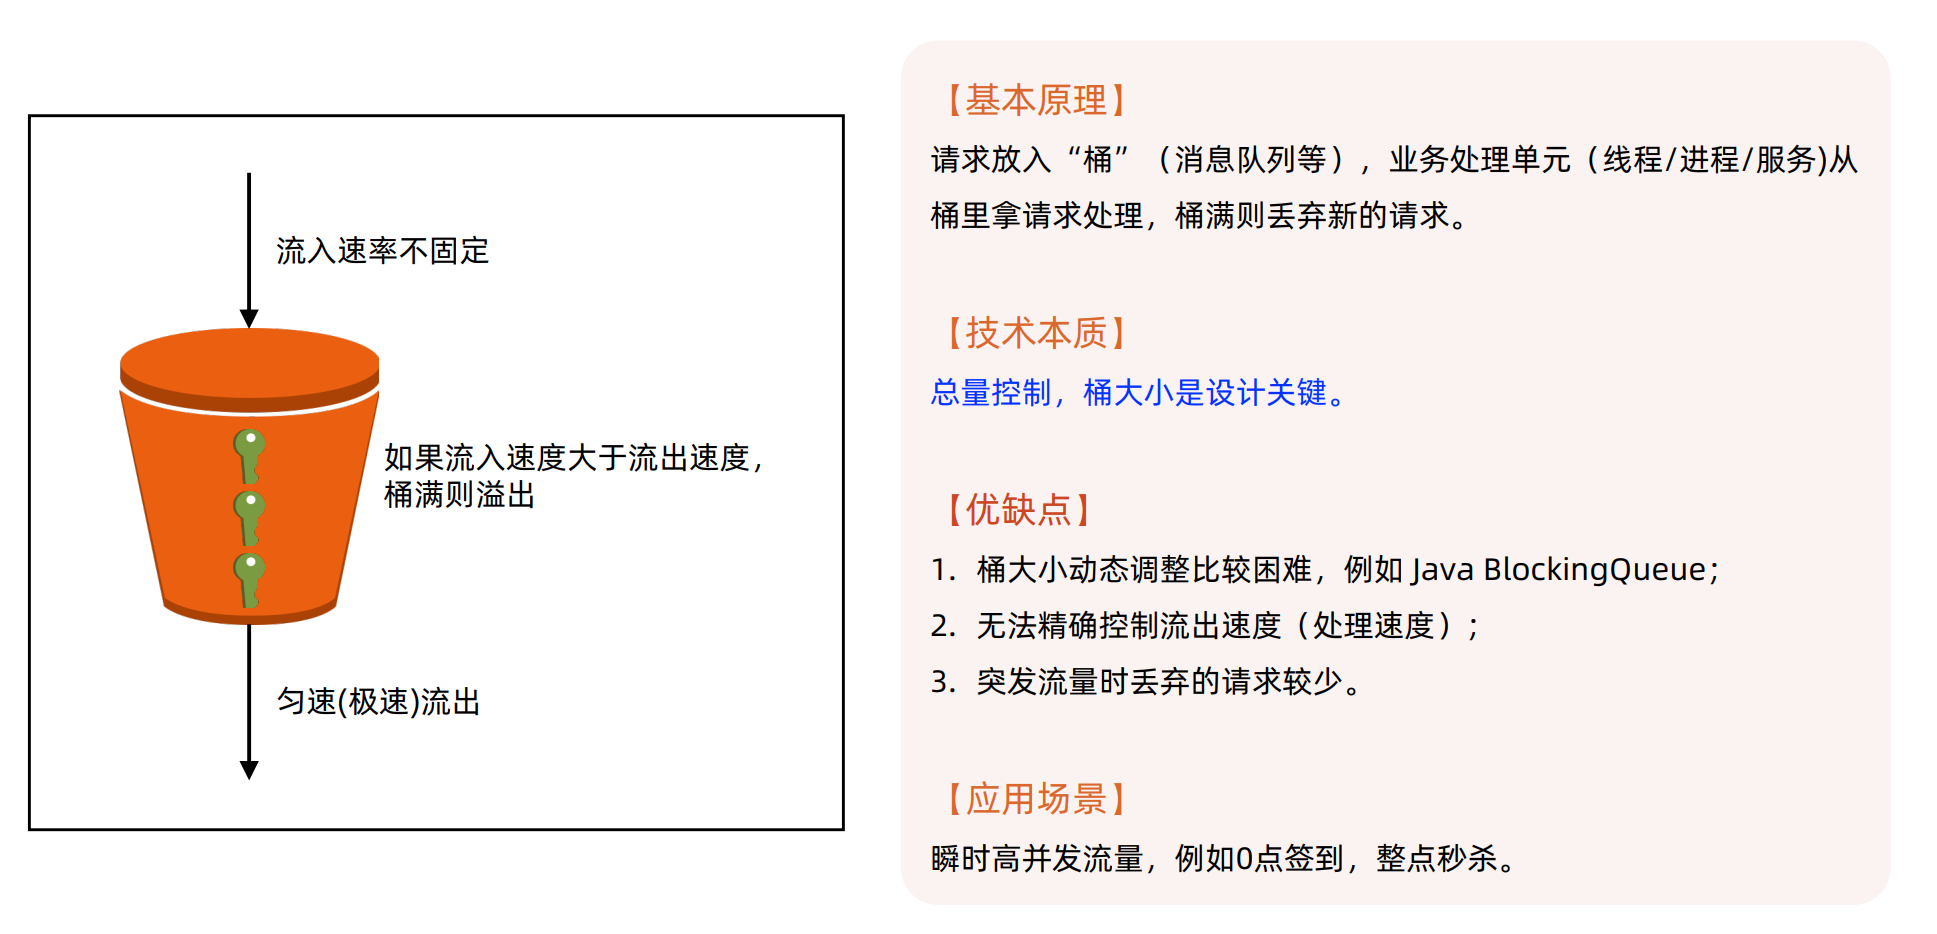 流入速率不固定
如果流入速度大于流出速度，
桶满则溢出
匀速(极速)流出
【基本原理】
请求放入“桶”（消息队列等），业务处理单元（线程/进程/服务)从
桶里拿请求处理，桶满则丢弃新的请求。
【技术本质】
总量控制，桶大小是设计关键。
【优缺点】
1. 桶大小动态调整比较困难，例如 Java BlockingQueue；
2. 无法精确控制流出速度（处理速度）；
3. 突发流量时丢弃的请求较少。
【应用场景】
瞬时高并发流量，例如0点签到，整点秒杀。